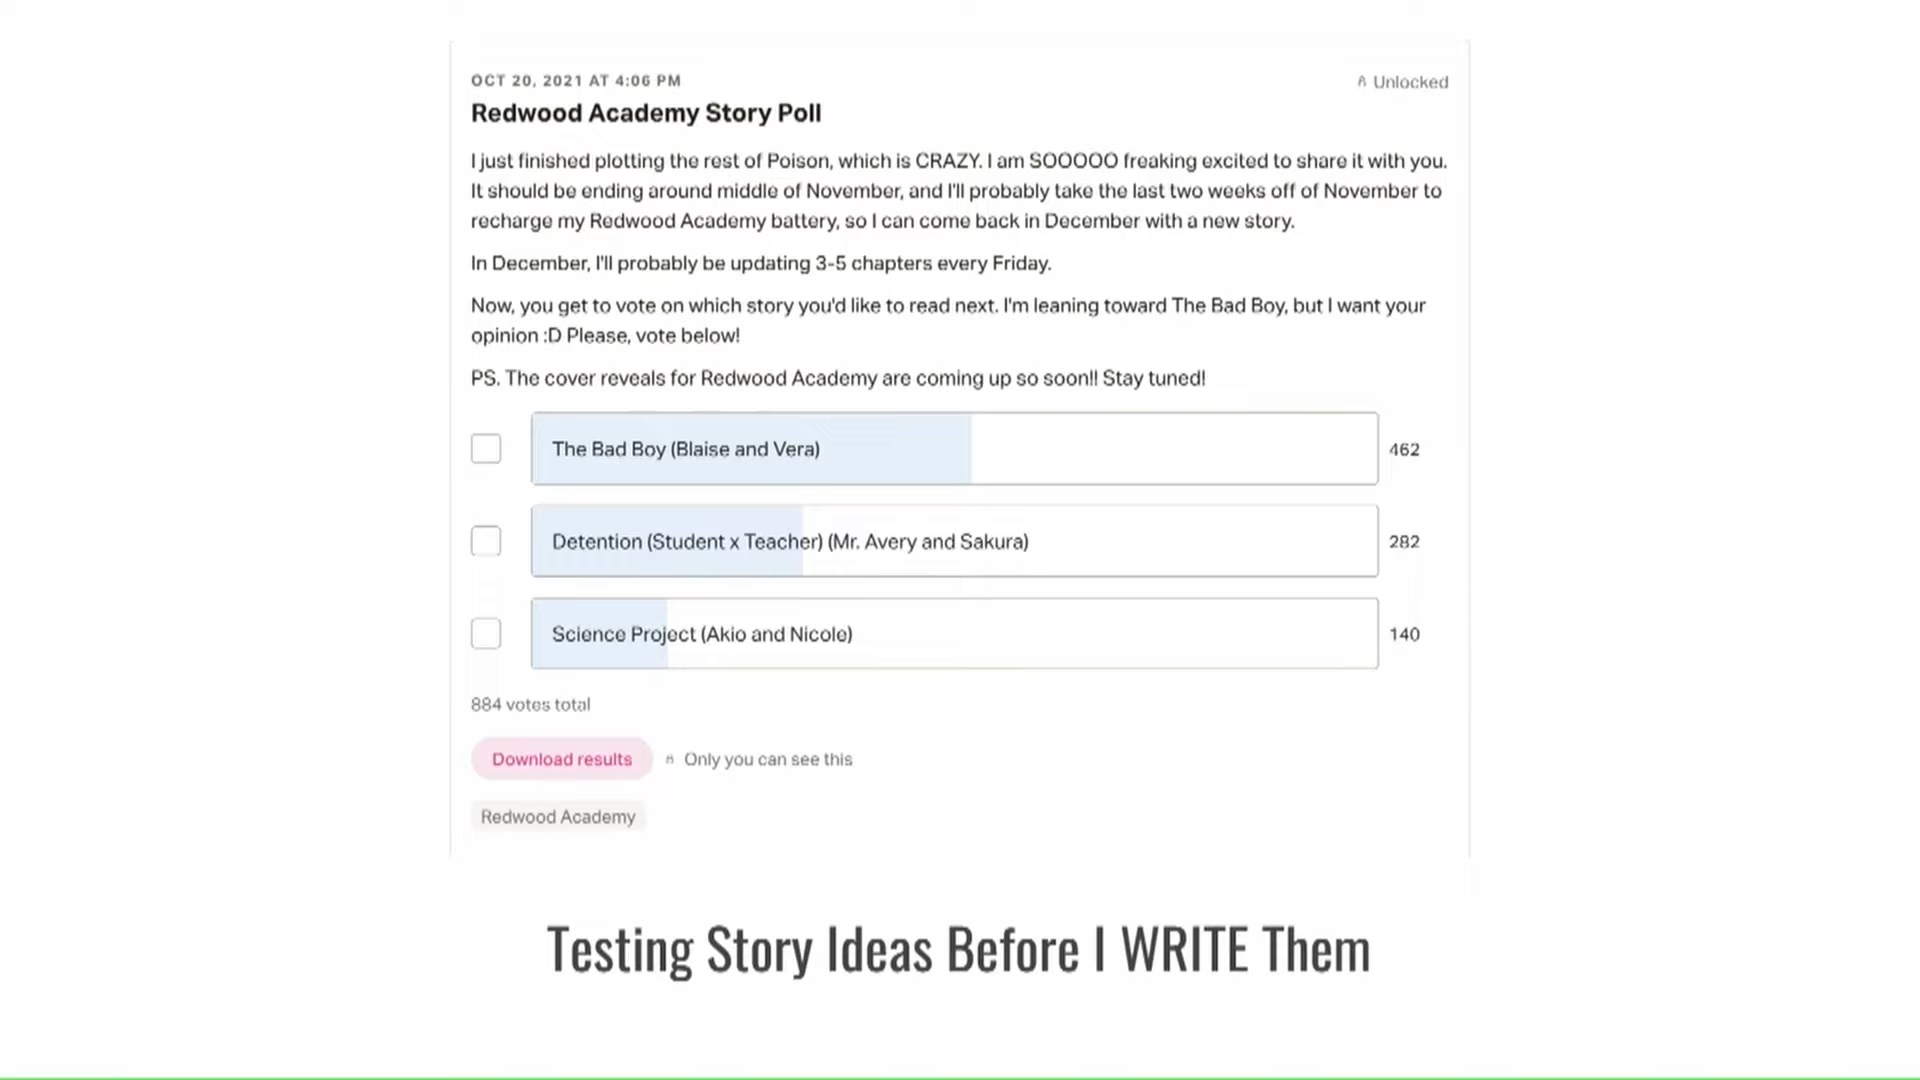 OCT 20, 2021 AT 4:06 PM
Unlocked
Redwood Academy Story Poll
I just finished plotting the rest of Poison, which is CRAZY. I am SOOOOO freaking excited to share it with you.
It should be ending around middle of November, and I'll probably take the last two weeks off of November to
recharge my Redwood Academy battery, so I can come back in December with a new story.
In December, I'll probably be updating 3-5 chapters every Friday.
Now, you get to vote on which story you'd like to read next. I'm leaning toward The Bad Boy, but I want your
opinion :D Please, vote below!
PS. The cover reveals for Redwood Academy are coming up so soon!! Stay tuned!
The Bad Boy (Blaise and Vera) 462
Detention (Student x Teacher) (Mr. Avery and Sakura) 282
Science Project (Akio and Nicole) 140
884 votes total
Download results Only you can see this
Redwood Academy
Testing Story Ideas Before I WRITE Them